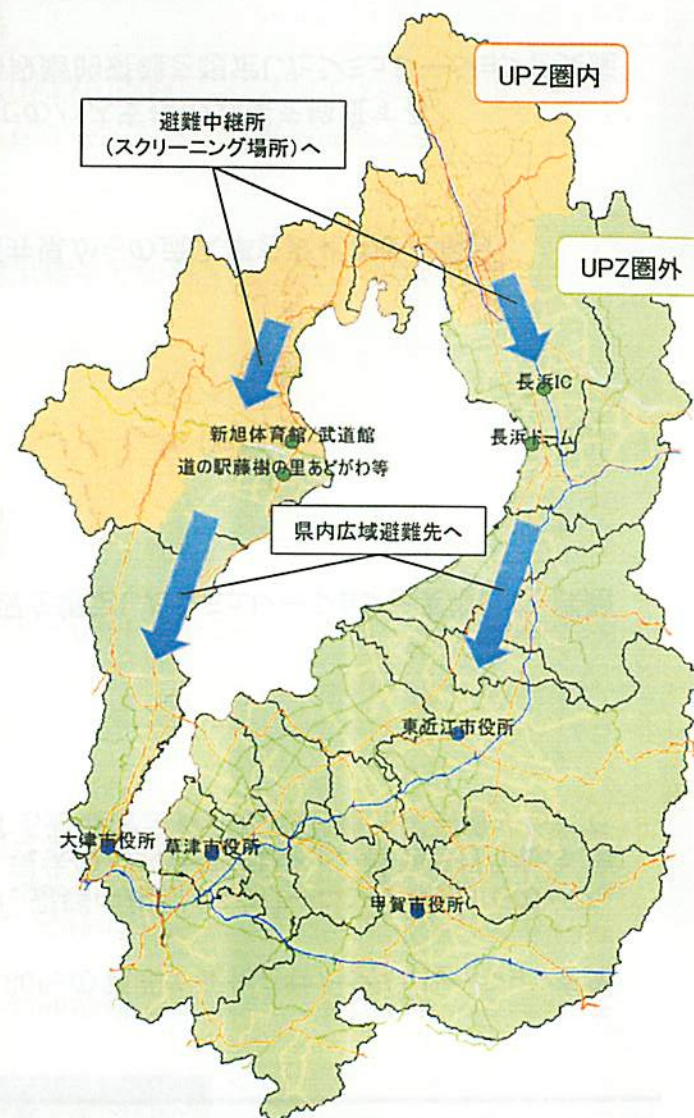 UPZ圏内
避難中継所
(スクリーニング場所)へ
UPZ圏外
長浜IC
新旭体育館/武道館
長浜ドーム
道の駅藤樹の里あどがわ等
県内広域避難先へ
東近江市役所
大津市役所
草津市役所
甲賀市役所